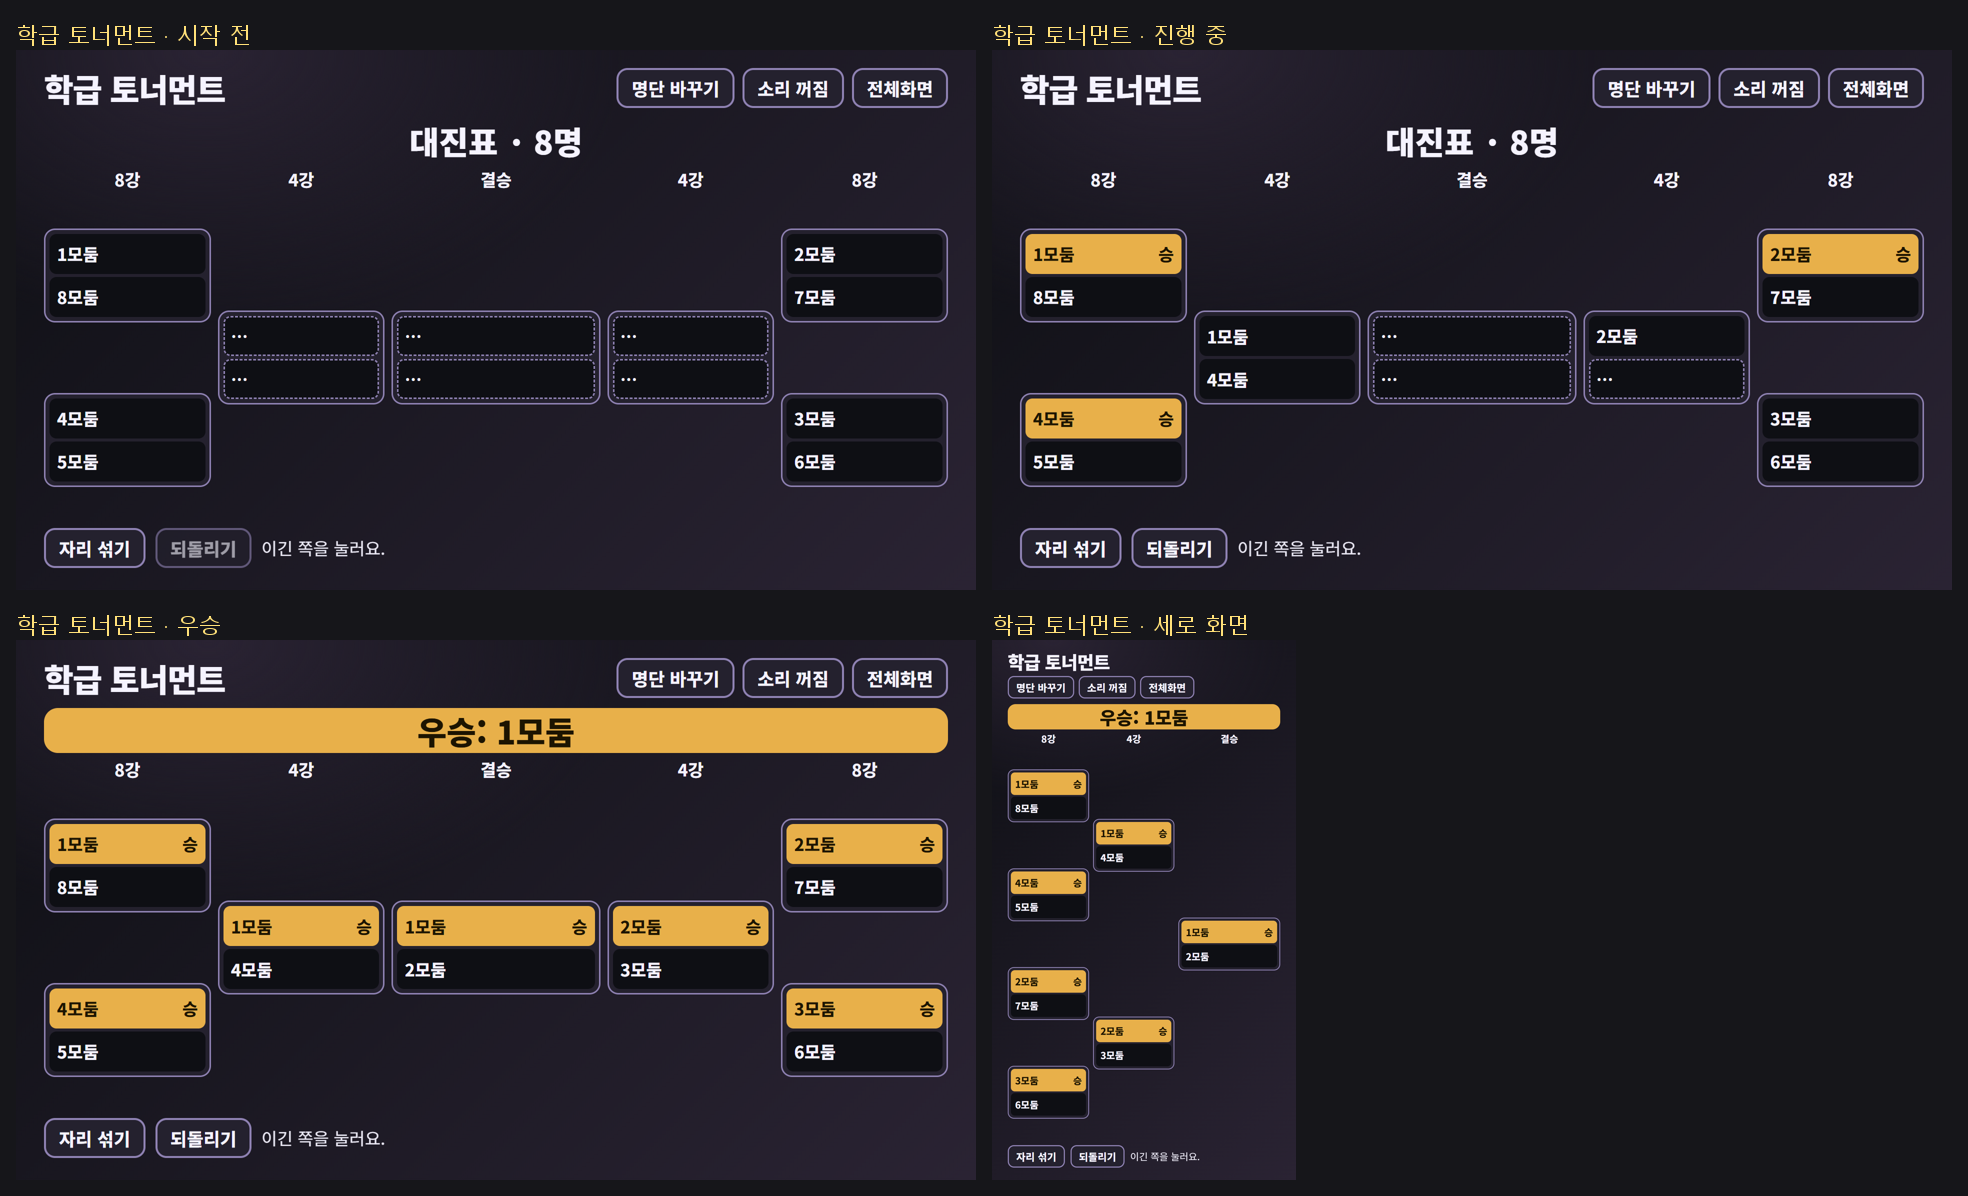 학급 토너먼트 · 시작 전
학급 토너먼트
명단 바꾸기 소리 꺼짐 전체화면
대진표 · 8명
8강 4강 결승 4강 8강
1모둠 2모둠
8모둠 7모둠
... ... ...
... ... ...
4모둠 3모둠
5모둠 6모둠
자리 섞기 되돌리기 이긴 쪽을 눌러요.
학급 토너먼트 · 진행 중
학급 토너먼트
명단 바꾸기 소리 꺼짐 전체화면
대진표 · 8명
8강 4강 결승 4강 8강
1모둠 승 2모둠 승
8모둠 7모둠
1모둠 ... 2모둠
4모둠 ... ...
4모둠 승 3모둠
5모둠 6모둠
자리 섞기 되돌리기 이긴 쪽을 눌러요.
학급 토너먼트 · 우승
학급 토너먼트
명단 바꾸기 소리 꺼짐 전체화면
우승: 1모둠
8강 4강 결승 4강 8강
1모둠 승 2모둠 승
8모둠 7모둠
1모둠 승 1모둠 승 2모둠 승
4모둠 2모둠 3모둠
4모둠 승 3모둠 승
5모둠 6모둠
자리 섞기 되돌리기 이긴 쪽을 눌러요.
학급 토너먼트 · 세로 화면
학급 토너먼트
명단 바꾸기 소리 꺼짐 전체화면
우승: 1모둠
8강 4강 결승
1모둠 승
8모둠
1모둠 승
4모둠
4모둠 승
5모둠
1모둠 승
2모둠
2모둠 승
7모둠
2모둠 승
3모둠
3모둠 승
6모둠
자리 섞기 되돌리기 이긴 쪽을 눌러요.